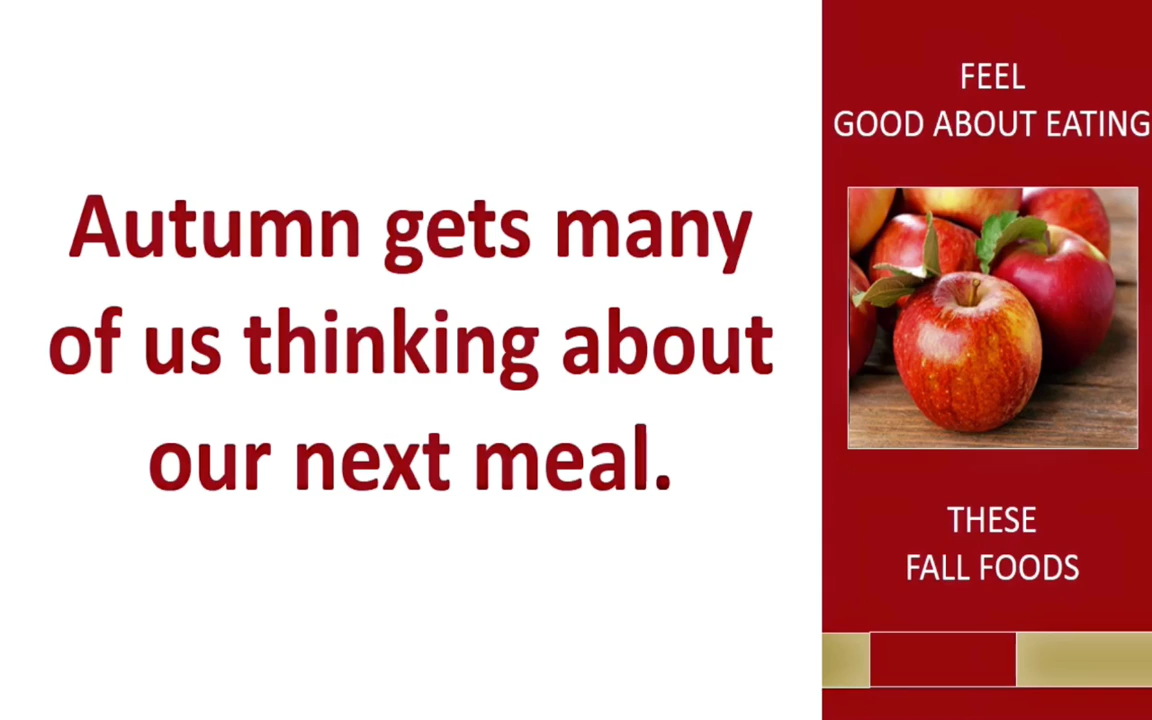 Autumn gets many
of us thinking about
our next meal.
FEEL
GOOD ABOUT EATING
THESE
FALL FOODS